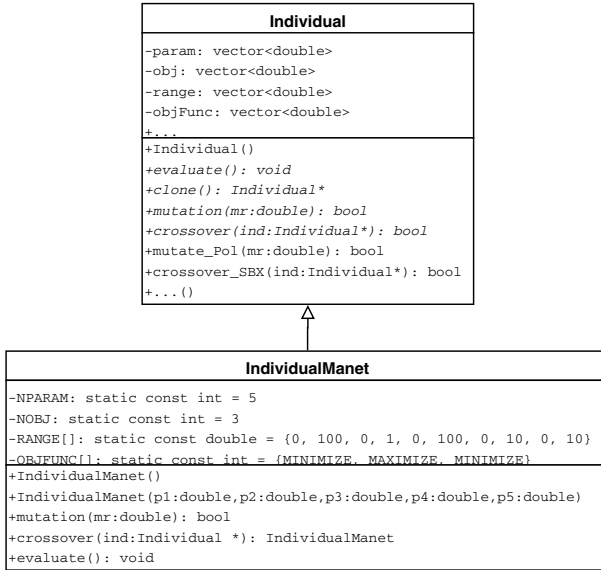 Individual
-param: vector<double>
-obj: vector<double>
-range: vector<double>
-objFunc: vector<double>
+...
+Individual()
+evaluate(): void
+clone(): Individual*
+mutation(mr:double): bool
+crossover(ind:Individual*): bool
+mutate_Pol(mr:double): bool
+crossover_SBX(ind:Individual*): bool
+...()
IndividualManet
-NPARAM: static const int = 5
-NOBJ: static const int = 3
-RANGE[]: static const double = {0, 100, 0, 1, 0, 100, 0, 10, 0, 10}
-OBJFUNC[]: static const int = {MINIMIZE, MAXIMIZE, MINIMIZE}
+IndividualManet()
+IndividualManet(p1:double,p2:double,p3:double,p4:double,p5:double)
+mutation(mr:double): bool
+crossover(ind:Individual *): IndividualManet
+evaluate(): void